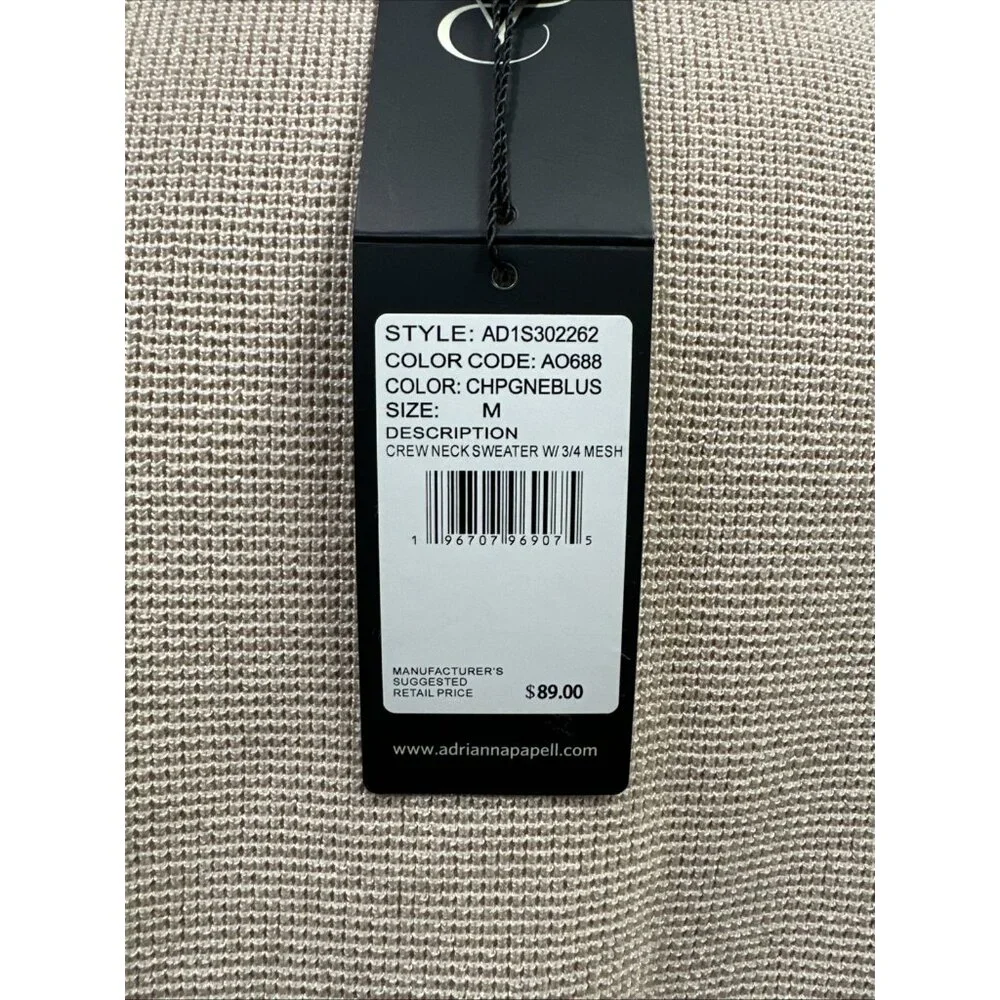 STYLE: AD1S302262
COLOR CODE: AO688
COLOR: CHPGNEBLUS
SIZE: M
DESCRIPTION
CREW NECK SWEATER W/ 3/4 MESH
1 96707 96907 5
MANUFACTURER'S
SUGGESTED
RETAIL PRICE $89.00
www.adriannapapell.com